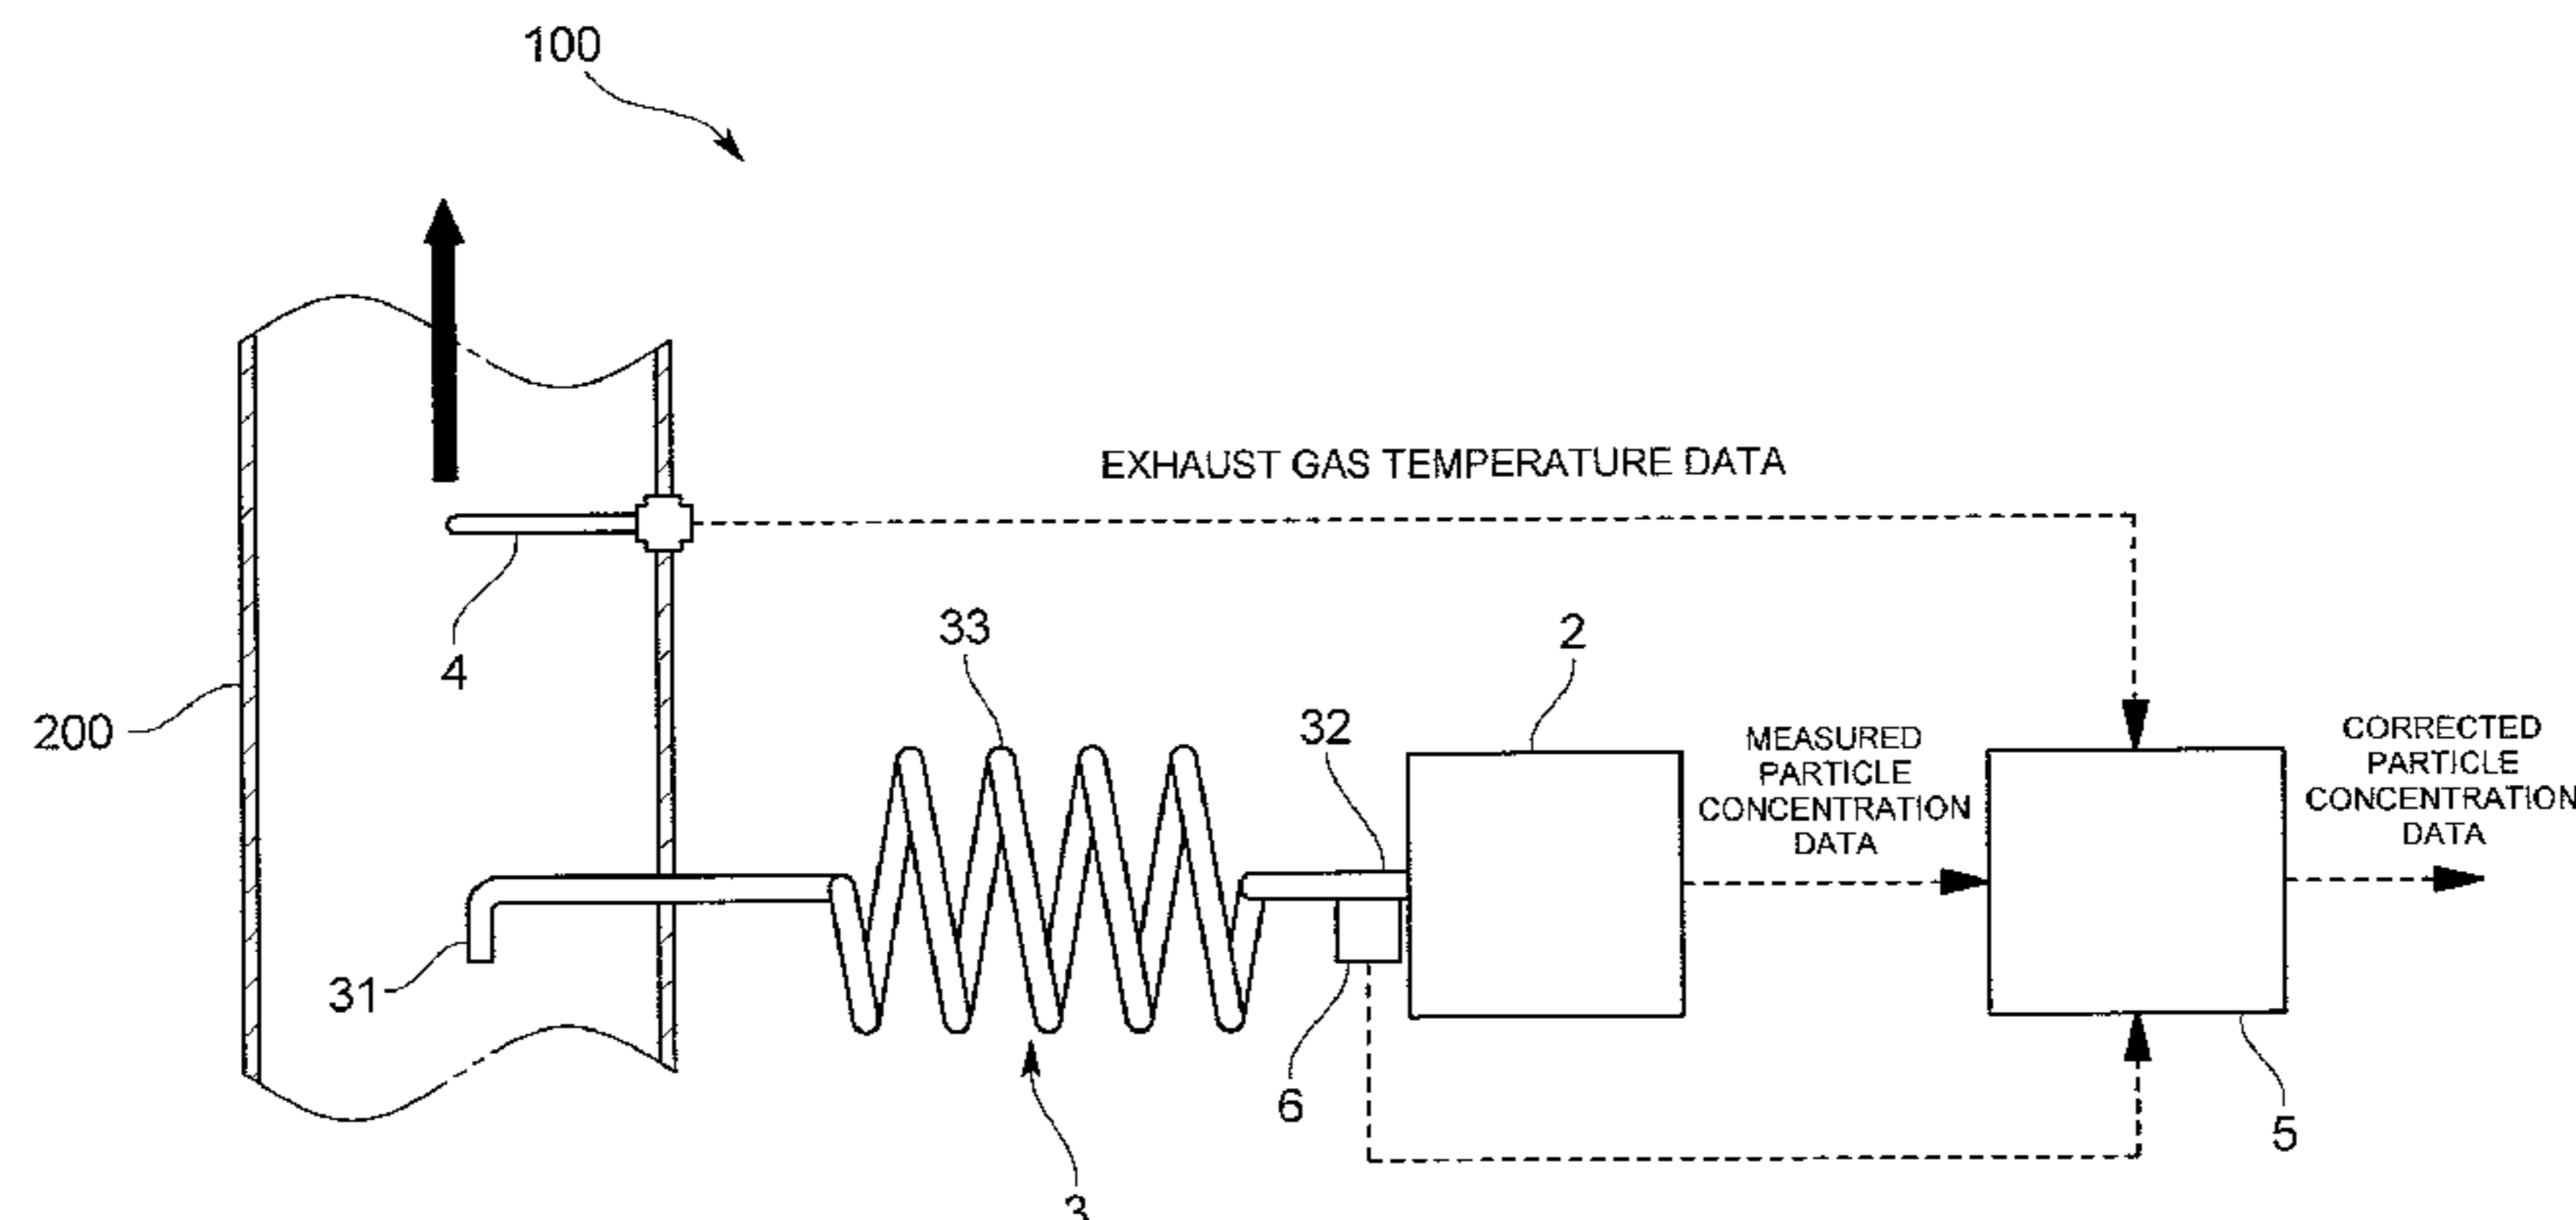 100
EXHAUST GAS TEMPERATURE DATA
4
33
2
200
32
MEASURED
PARTICLE
CONCENTRATION
DATA
CORRECTED
PARTICLE
CONCENTRATION
DATA
31
6
5
3